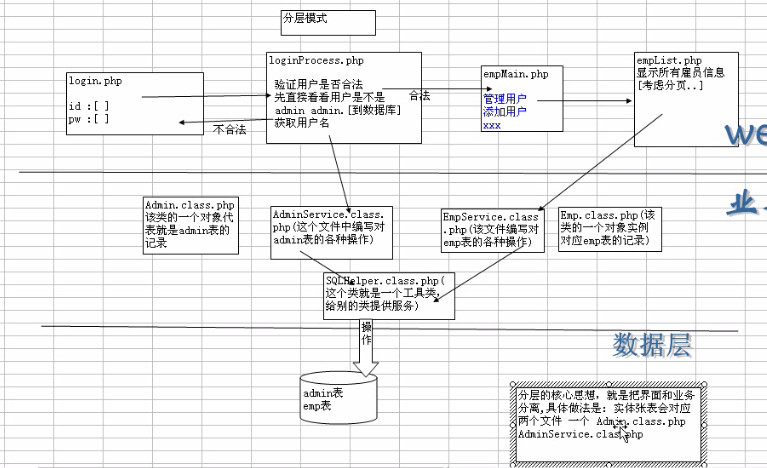 分层模式
login.php
id :[ ]
pw :[ ]
loginProcess.php
验证用户是否合法
先直接看看用户是不是
admin admin.[到数据库]
获取用户名
合法
不合法
empMain.php
管理用户
添加用户
xxx
empList.php
显示所有雇员信息
[考虑分页..]
we
业
Admin.class.php
该类的一个对象代
表就是admin表的
记录
AdminService.class.
php(这个文件中编写对
admin表的各种操作)
EmpService.class
.php(该文件编写对
emp表的各种操作)
Emp.class.php(该
类的一个对象实例
对应emp表的记录)
SQLHelper.class.php(
这个类就是一个工具类,
给别的类提供服务)
操
作
数据层
admin表
emp表
分层的核心思想, 就是把界面和业务
分离,具体做法是: 实体张表会对应
两个文件 一个 Admin.class.php
AdminService.class.php